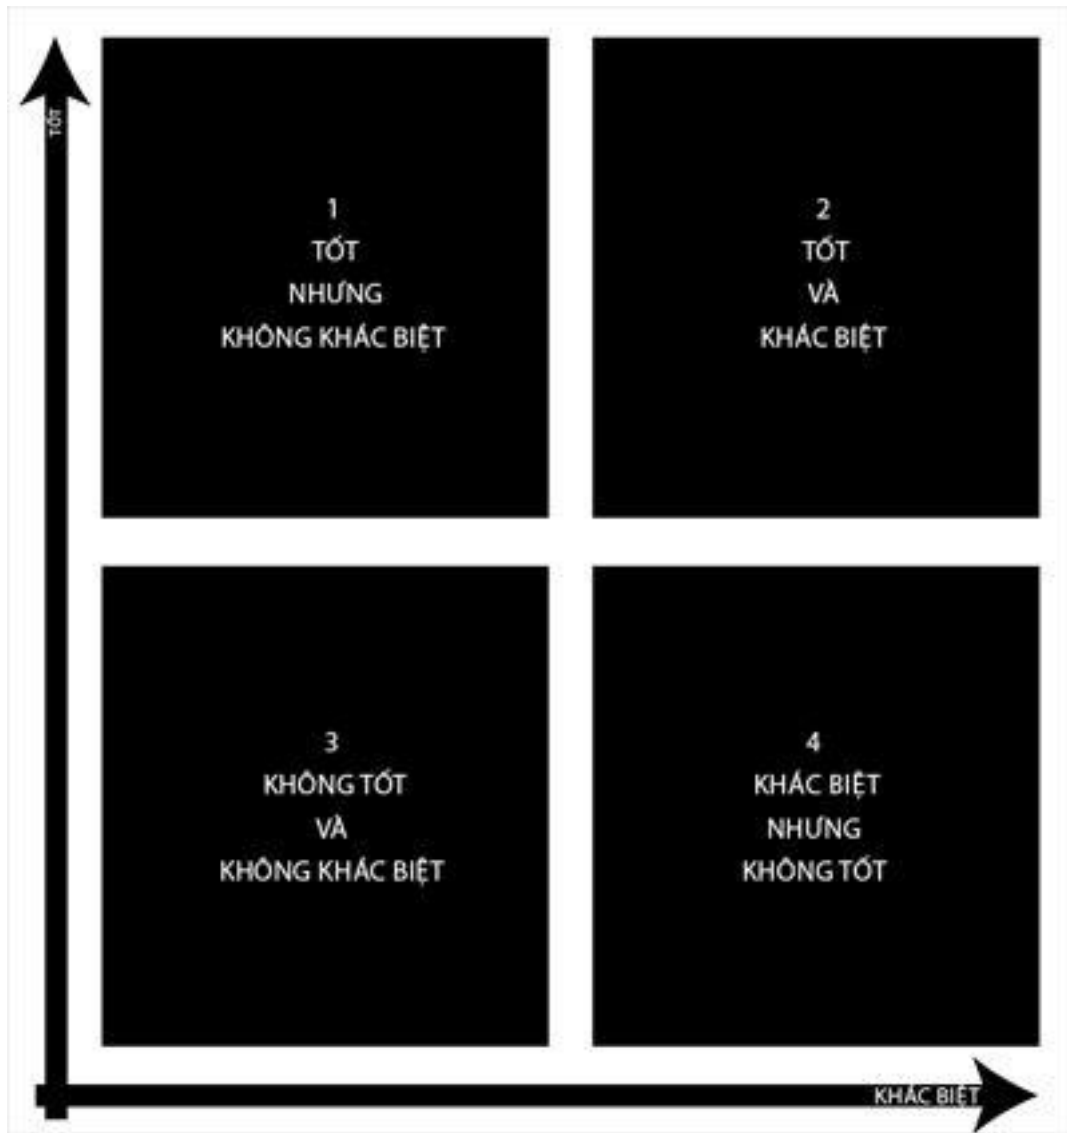 TỐT
1
TỐT
NHƯNG
KHÔNG KHÁC BIỆT
2
TỐT
VÀ
KHÁC BIỆT
3
KHÔNG TỐT
VÀ
KHÔNG KHÁC BIỆT
4
KHÁC BIỆT
NHƯNG
KHÔNG TỐT
KHÁC BIỆT